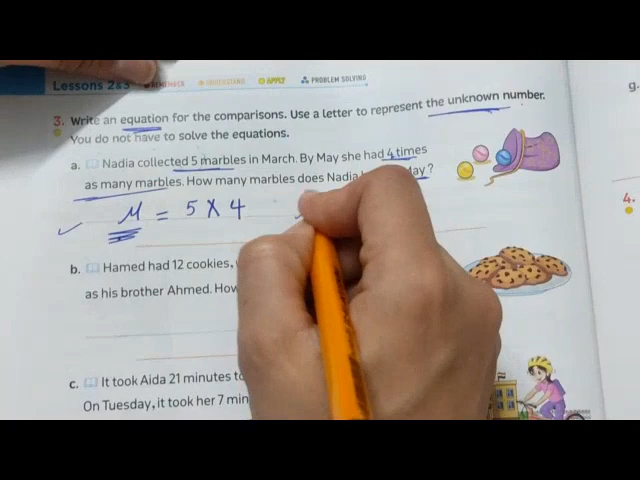 Lessons 2&3 REMEMBER UNDERSTAND APPLY PROBLEM SOLVING
3. Write an equation for the comparisons. Use a letter to represent the unknown number.
You do not have to solve the equations.
a. Nadia collected 5 marbles in March. By May she had 4 times
as many marbles. How many marbles does Nadia ?
M = 5 X 4
b. Hamed had 12 cookies,
as his brother Ahmed.
c. It took Aida 21 minutes
On Tuesday, it took her 7
g.
4.